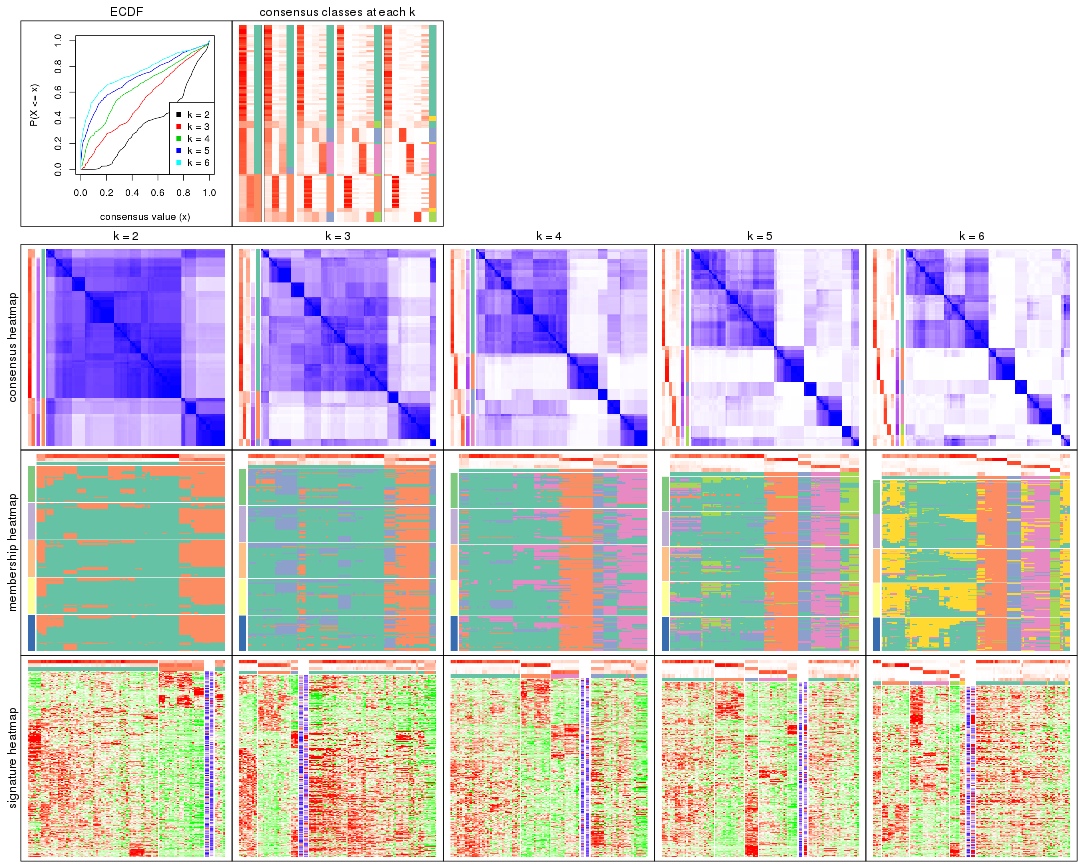 ECDF
consensus classes at each k
P(X <= x)
0.0 0.2 0.4 0.6 0.8 1.0
k = 2
k = 3
k = 4
k = 5
k = 6
0.0 0.2 0.4 0.6 0.8 1.0
consensus value (x)
k = 2 k = 3 k = 4 k = 5 k = 6
consensus heatmap
membership heatmap
signature heatmap